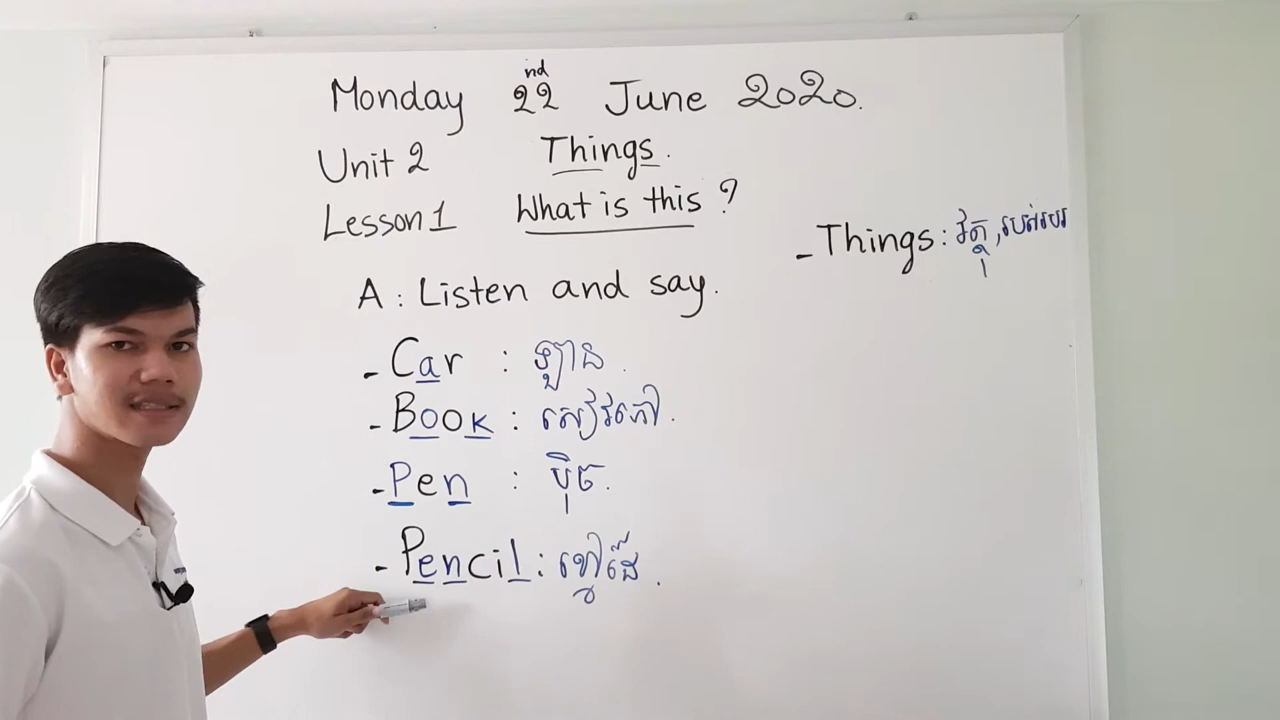 Monday 22nd June 2020.
Unit 2 Things.
Lesson 1 What is this ?
- Things : វត្ថុ, របស់របរ
A : Listen and say.
- Car : ឡាន.
- Book : សៀវភៅ.
- Pen : ប៊ិច.
- Pencil : ខ្មៅដៃ.